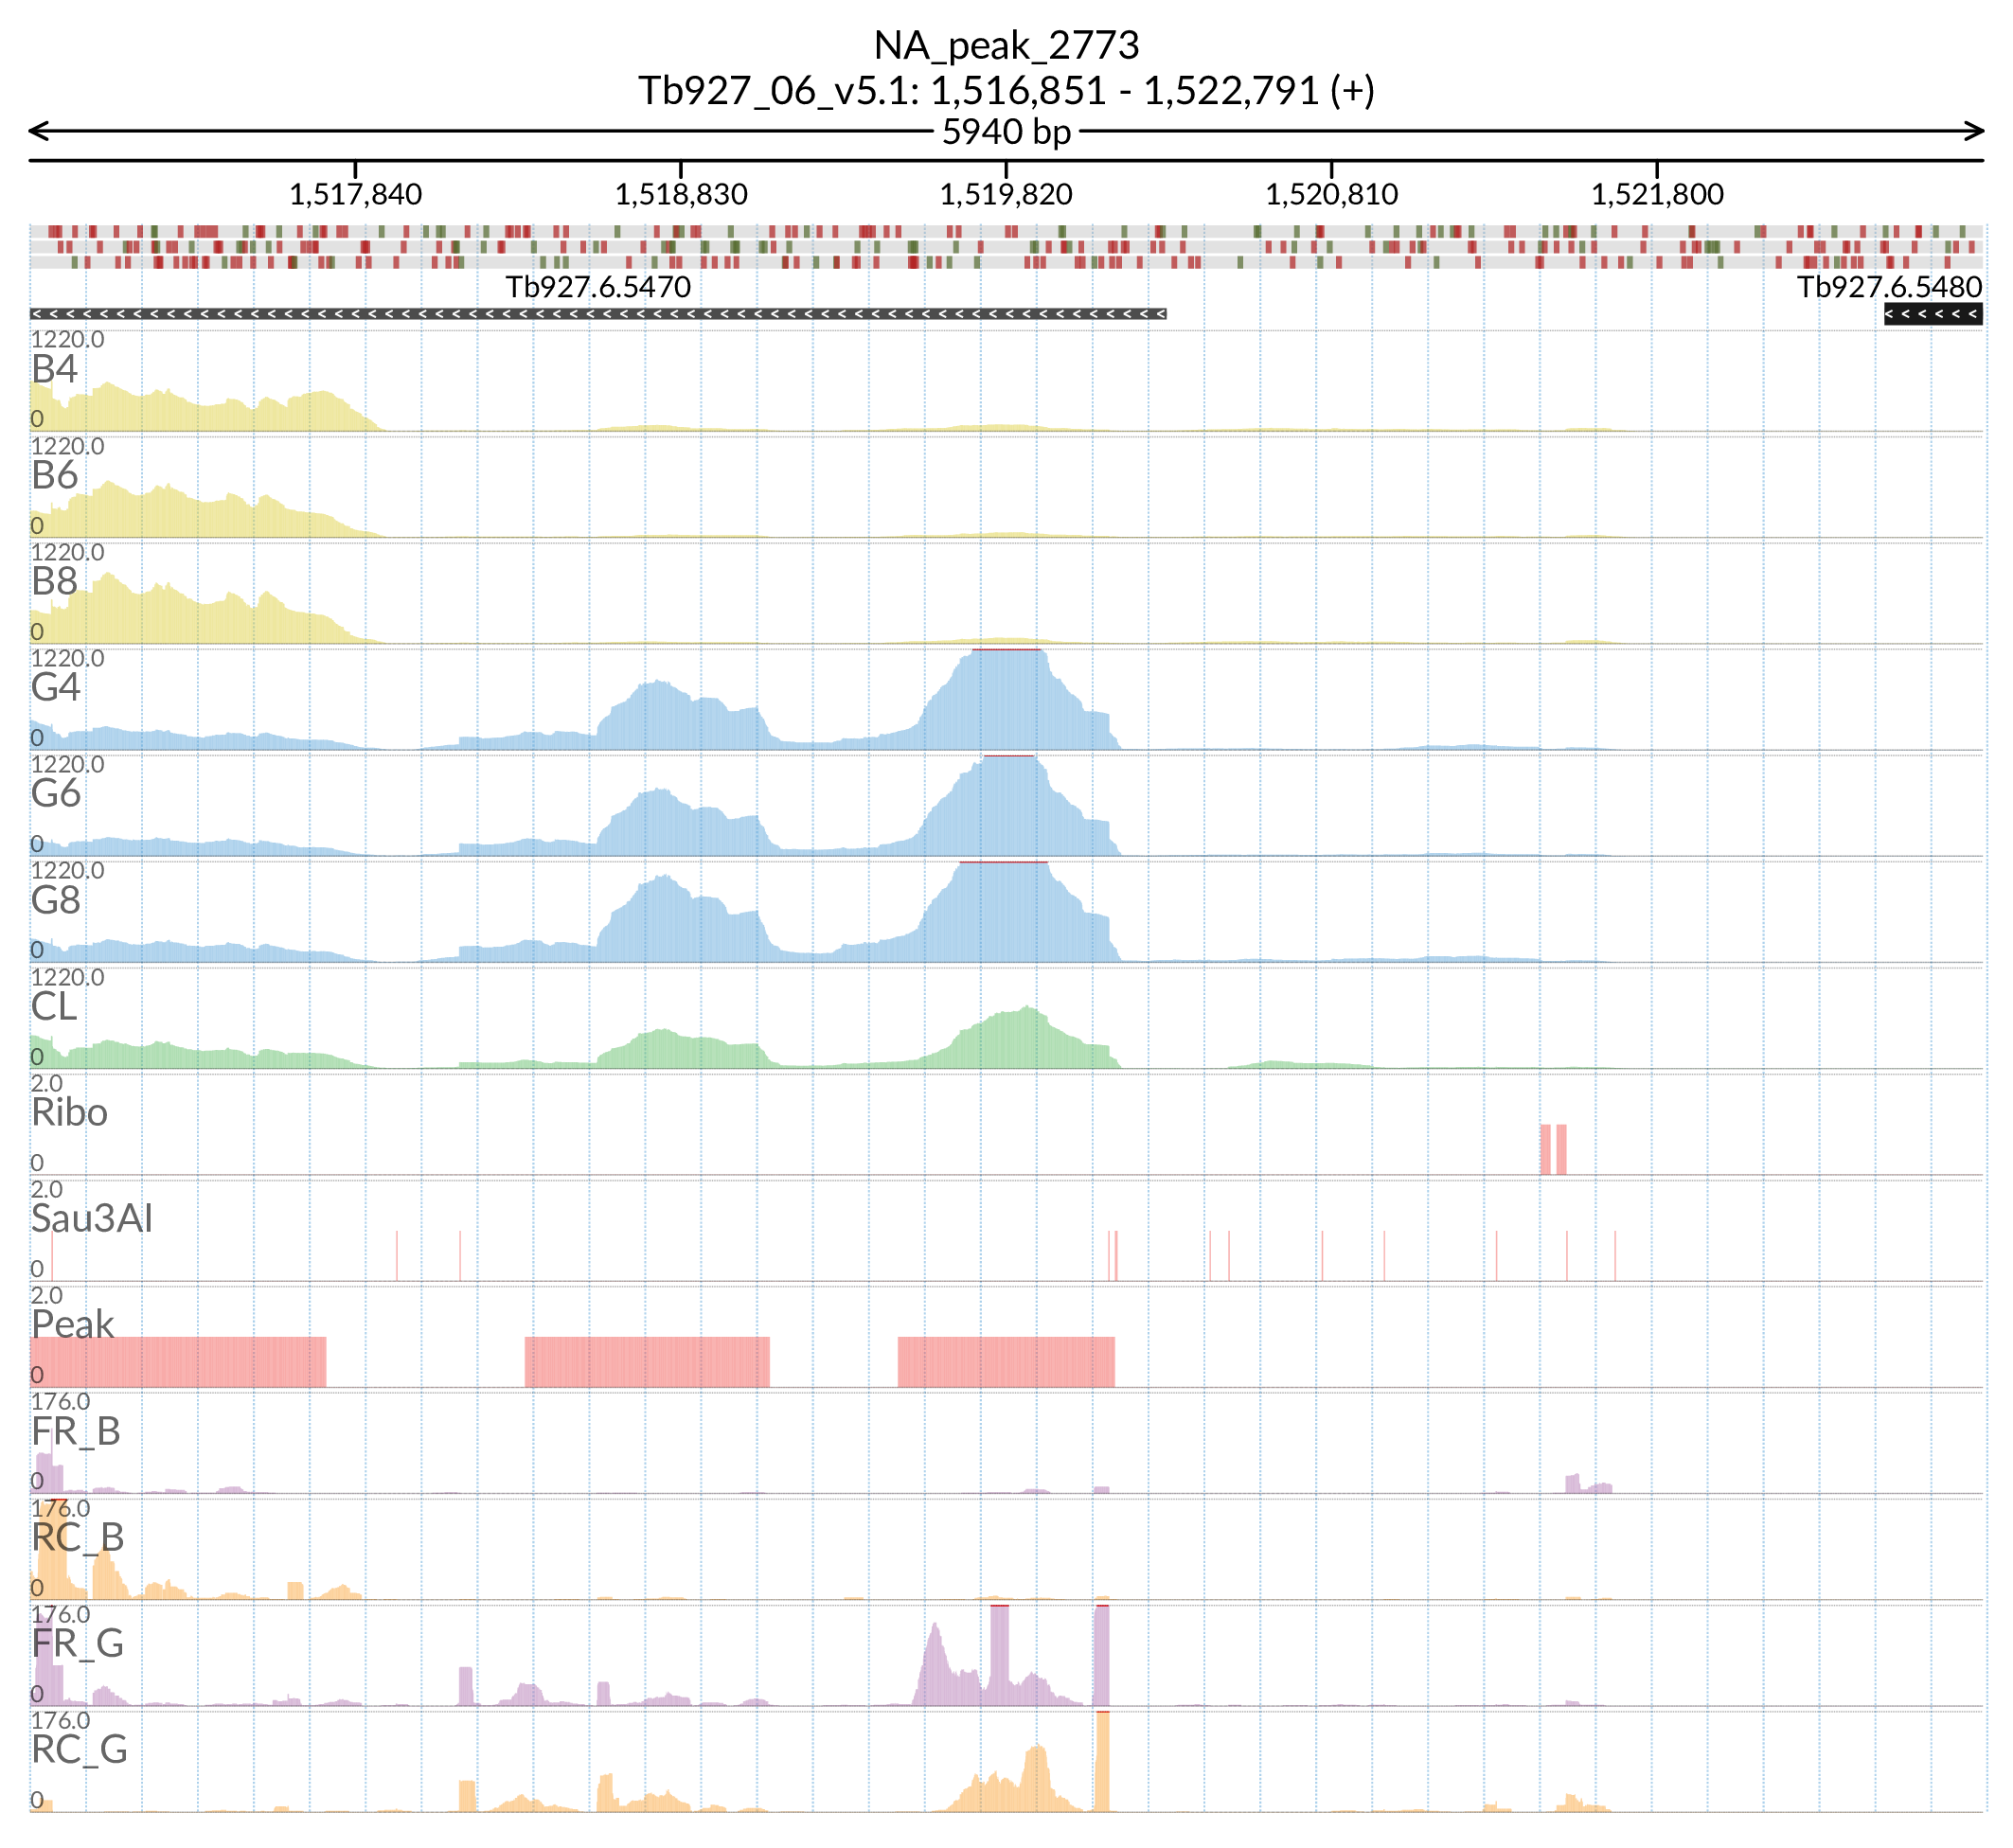 NA_peak_2773
Tb927_06_v5.1: 1,516,851 - 1,522,791 (+)
5940 bp
1,517,840 1,518,830 1,519,820 1,520,810 1,521,800
Tb927.6.5470 Tb927.6.5480
1220.0
B4
0
1220.0
B6
0
1220.0
B8
0
1220.0
G4
0
1220.0
G6
0
1220.0
G8
0
1220.0
CL
0
2.0
Ribo
0
2.0
Sau3AI
0
2.0
Peak
0
176.0
FR_B
0
176.0
RC_B
0
176.0
FR_G
0
176.0
RC_G
0